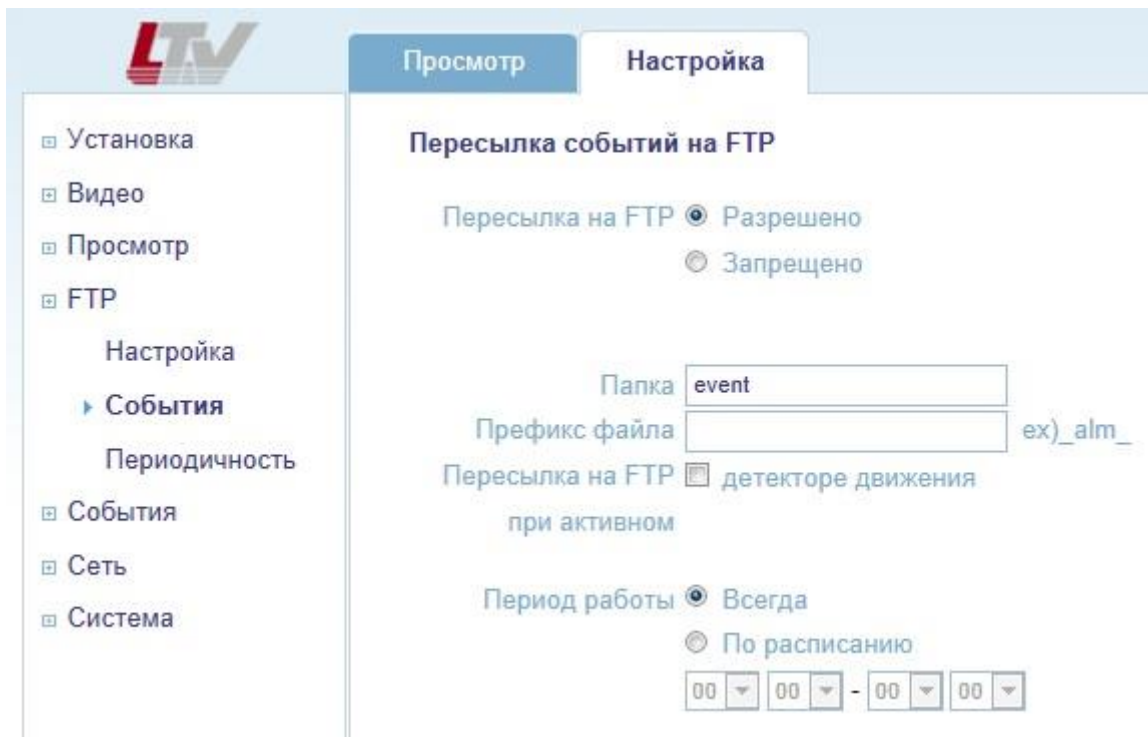 LTV
Просмотр
Настройка
Установка
Видео
Просмотр
FTP
Настройка
События
Периодичность
События
Сеть
Система
Пересылка событий на FTP
Пересылка на FTP Разрешено
Запрещено
Папка event
Префикс файла ex)_alm_
Пересылка на FTP детекторе движения
при активном
Период работы Всегда
По расписанию
00 00 - 00 00